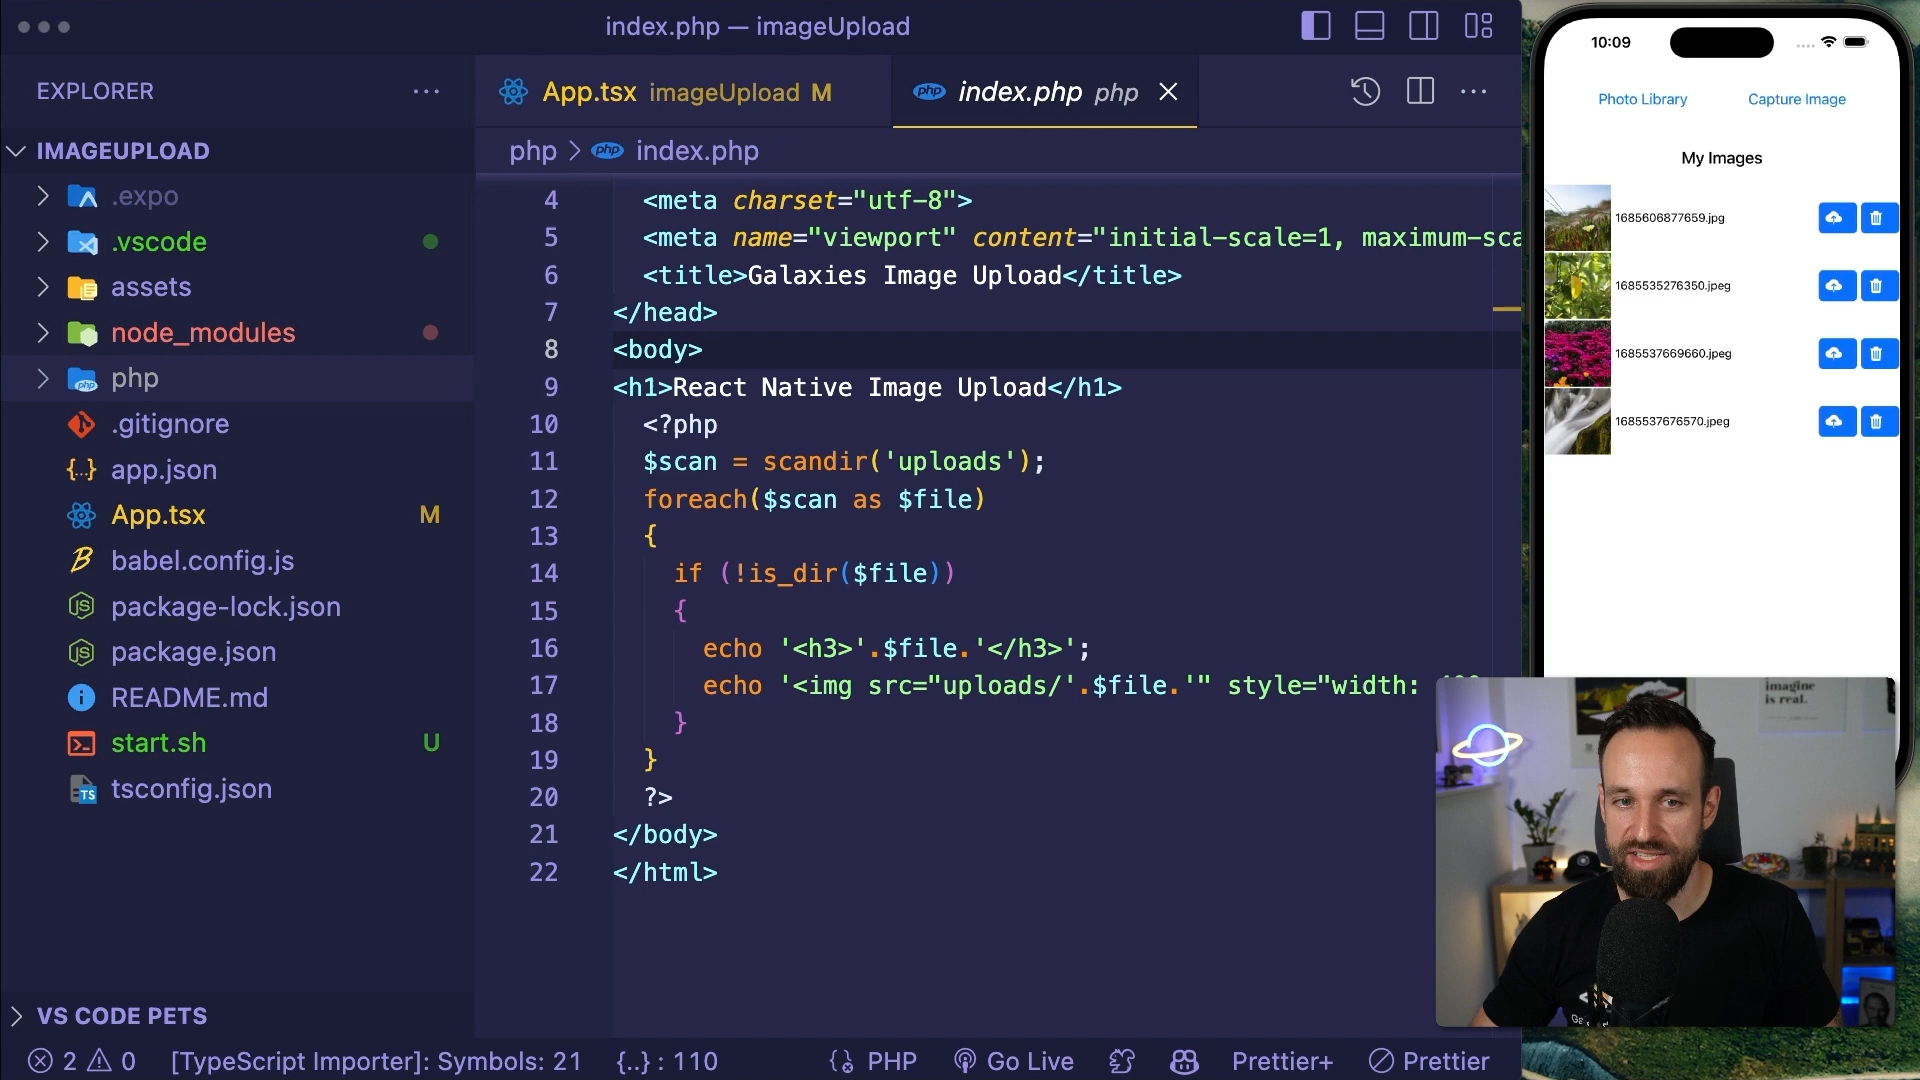 index.php — imageUpload
EXPLORER
IMAGEUPLOAD
.expo
.vscode
assets
node_modules
php
.gitignore
app.json
App.tsx M
babel.config.js
package-lock.json
package.json
README.md
start.sh U
tsconfig.json
VS CODE PETS
App.tsx imageUpload M
php index.php php
php > php index.php
4 <meta charset="utf-8">
5 <meta name="viewport" content="initial-scale=1, maximum-sca
6 <title>Galaxies Image Upload</title>
7 </head>
8 <body>
9 <h1>React Native Image Upload</h1>
10 <?php
11 $scan = scandir('uploads');
12 foreach($scan as $file)
13 {
14 if (!is_dir($file))
15 {
16 echo '<h3>'.$file.'</h3>';
17 echo '<img src="uploads/'.$file.'" style="width:
18 }
19 }
20 ?>
21 </body>
22 </html>
2 0 [TypeScript Importer]: Symbols: 21 {..} : 110 PHP Go Live Prettier+ Prettier
10:09
Photo Library Capture Image
My Images
1685606877659.jpg
1685535276350.jpeg
1685537669660.jpeg
1685537676570.jpeg
imagine
is real.